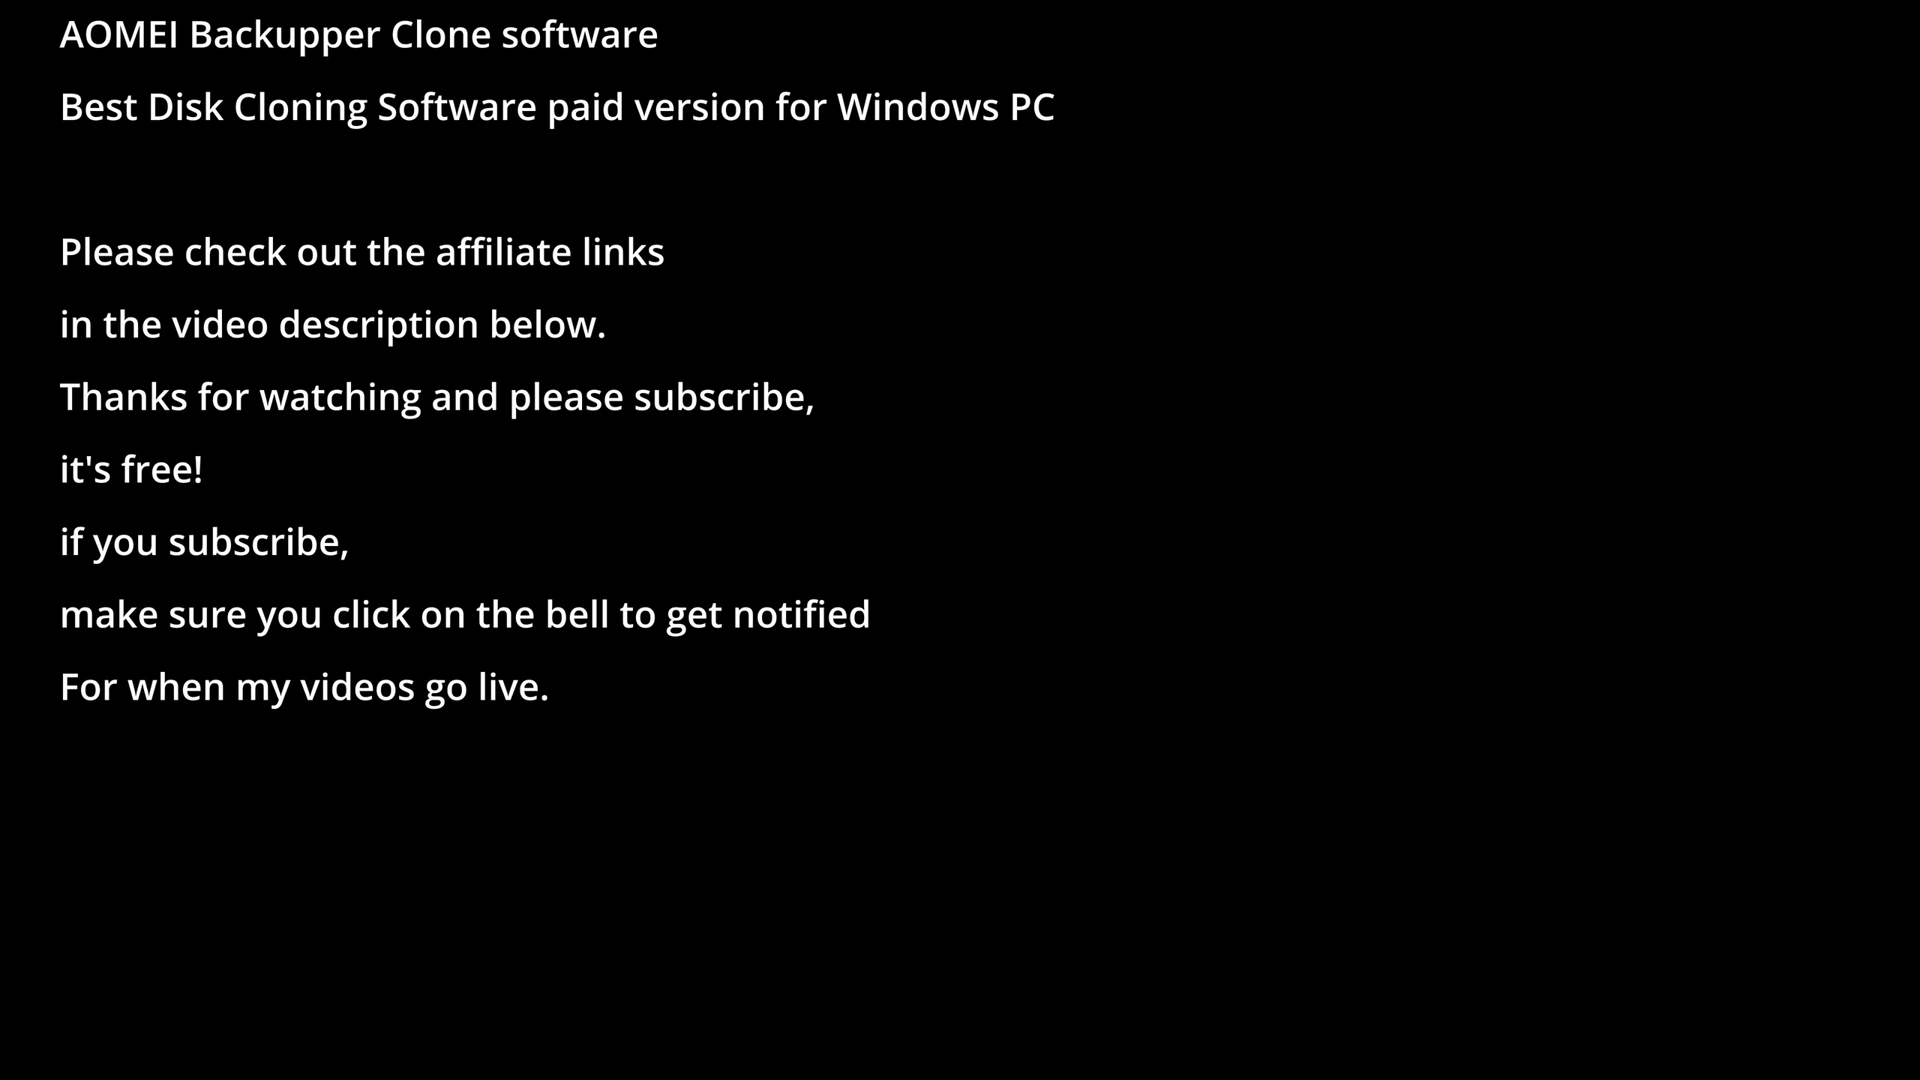 AOMEI Backupper Clone software
Best Disk Cloning Software paid version for Windows PC
Please check out the affiliate links
in the video description below.
Thanks for watching and please subscribe,
it's free!
if you subscribe,
make sure you click on the bell to get notified
For when my videos go live.